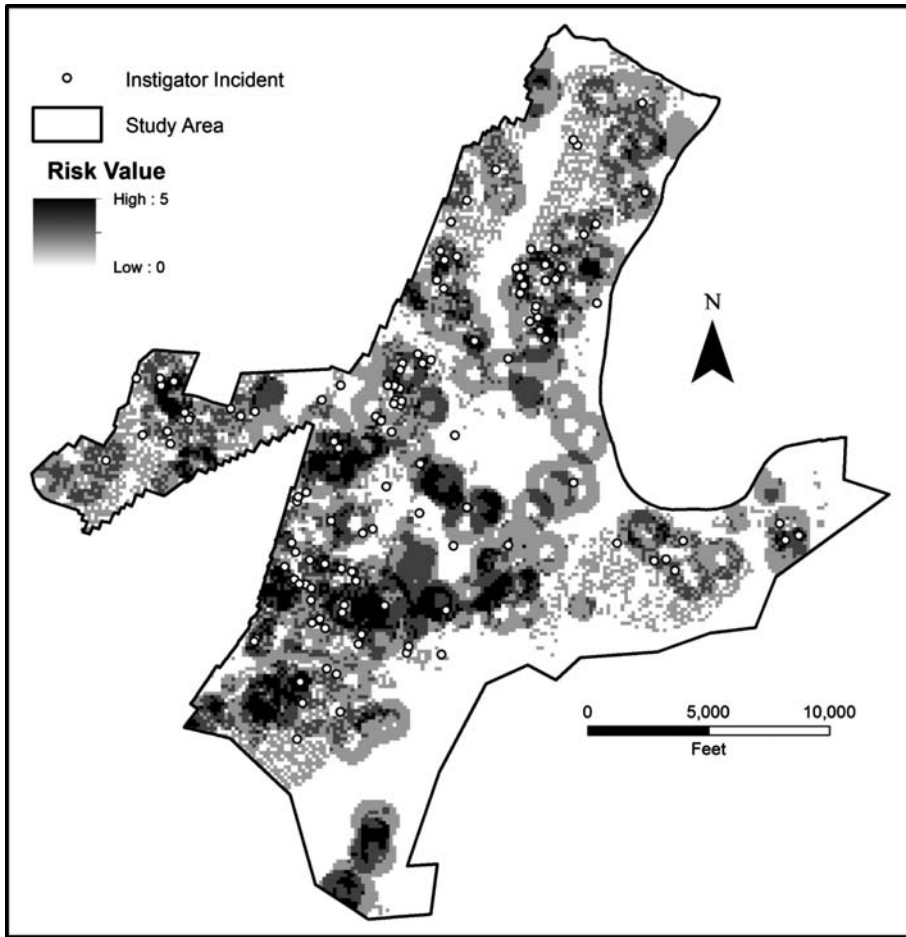 Instigator Incident
Study Area
Risk Value
High : 5
Low : 0
N
0 5,000 10,000
Feet